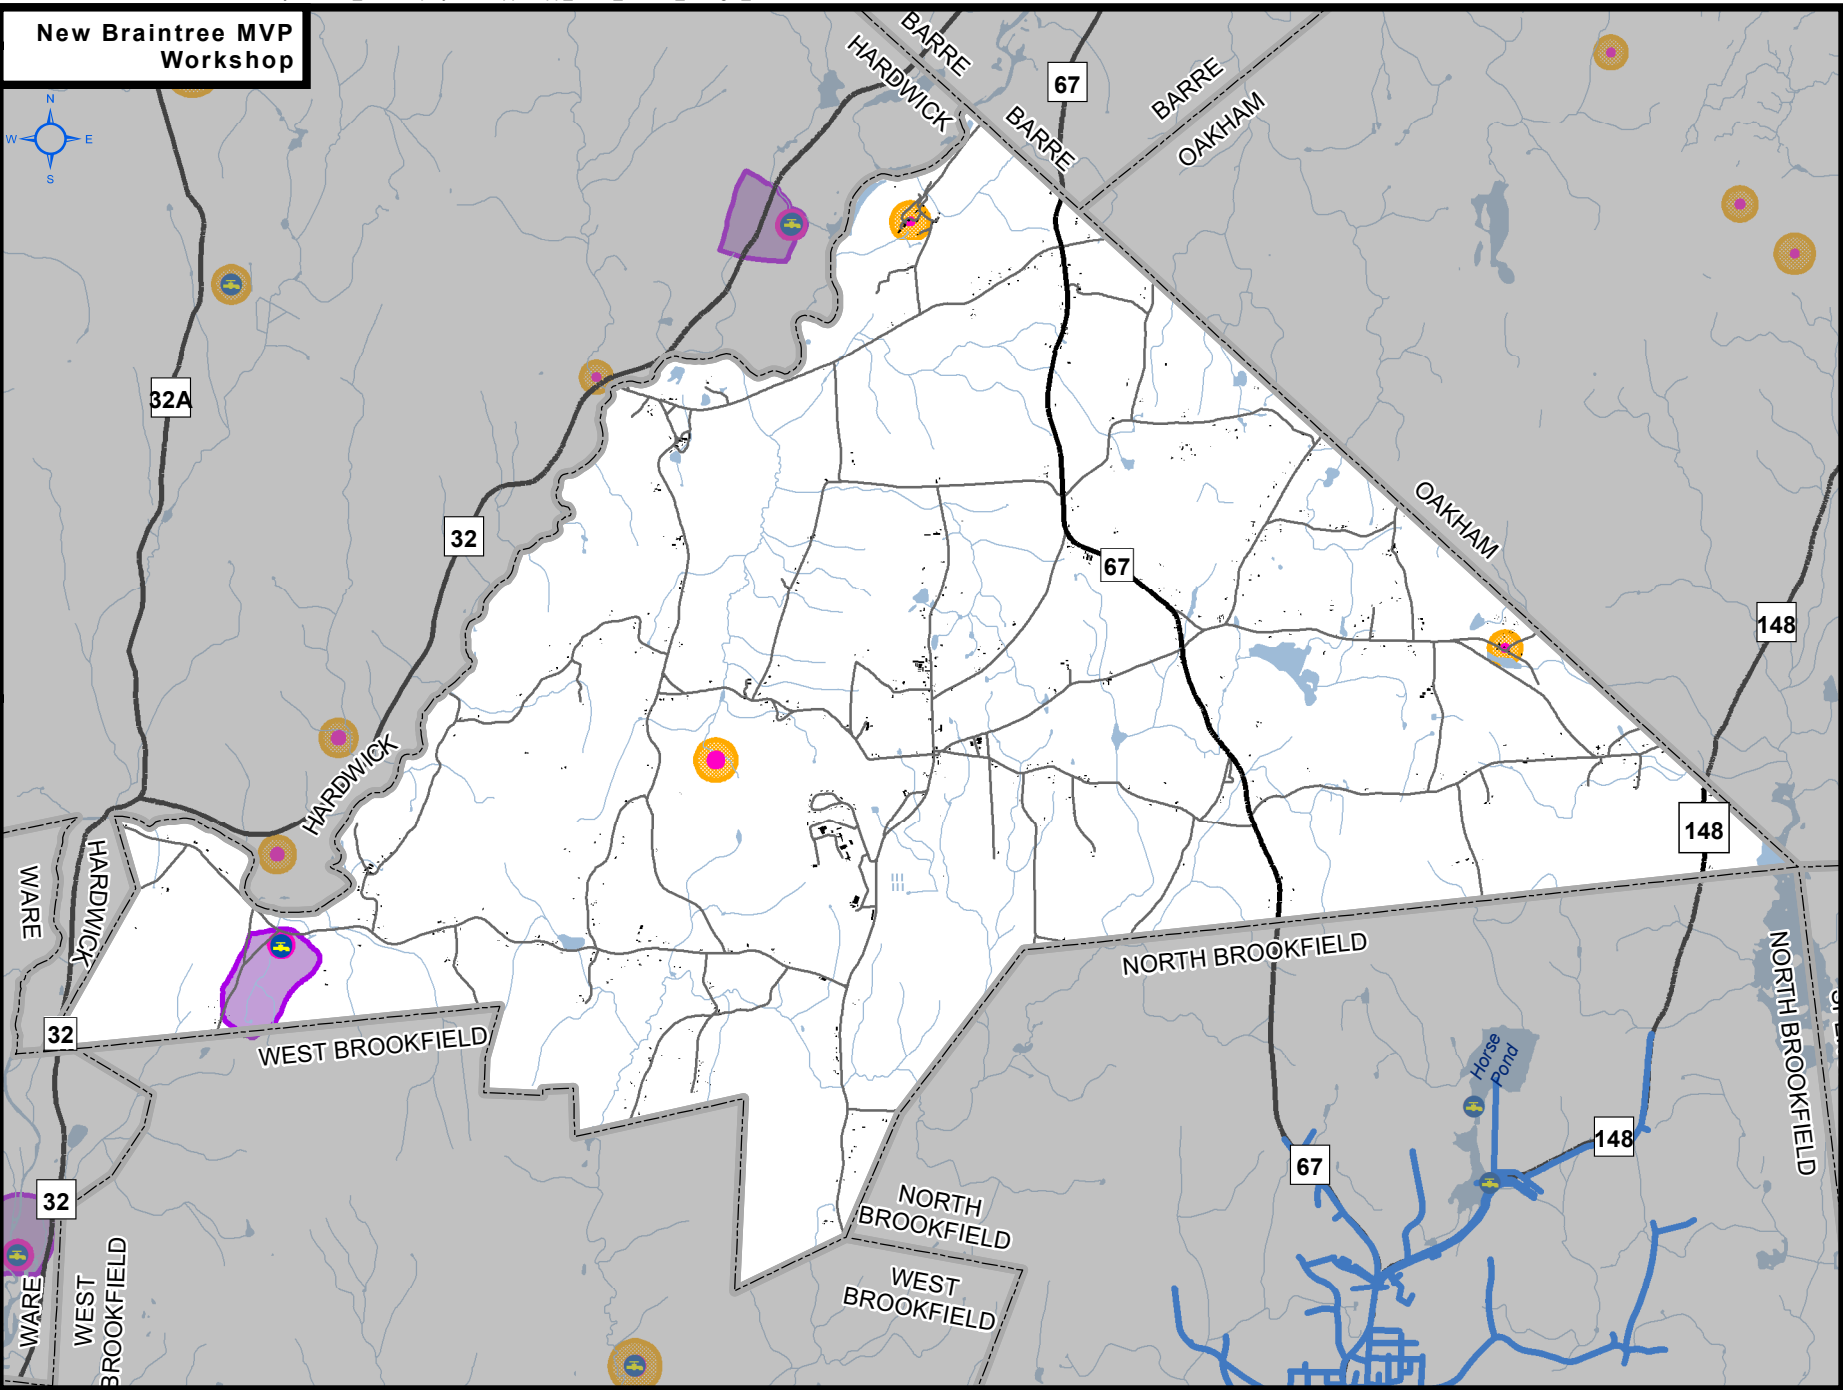 New Braintree MVP
Workshop
N
W
E
S
BARRE
HARDWICK
67
BARRE
BARRE
OAKHAM
32A
32
OAKHAM
67
148
HARDWICK
148
WARE
HARDWICK
32
WEST BROOKFIELD
NORTH BROOKFIELD
NORTH BROOKFIELD
Horse
Pond
148
67
32
NORTH
BROOKFIELD
WEST
BROOKFIELD
WARE
WEST
BROOKFIELD